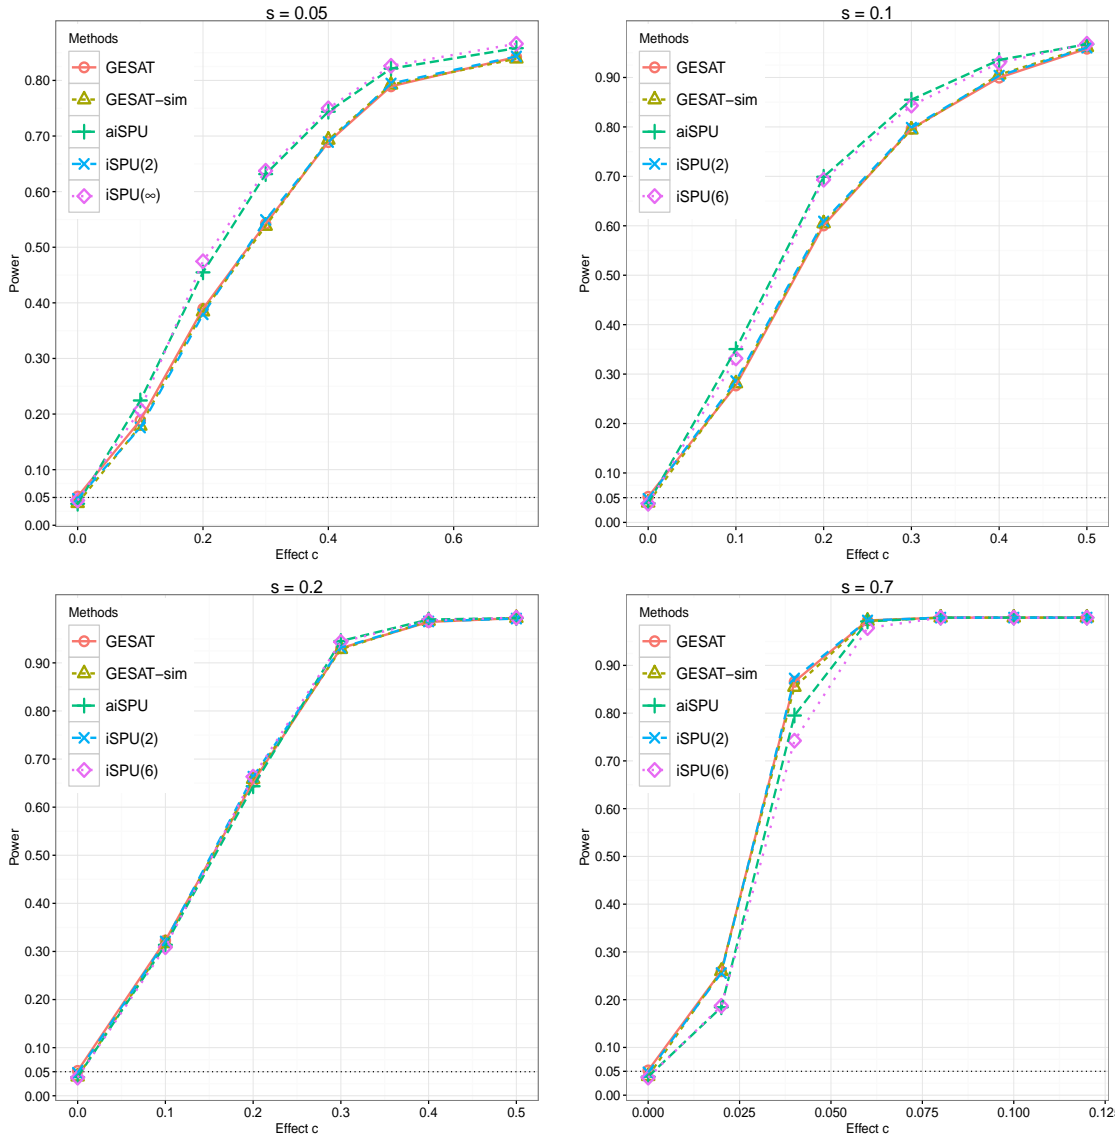 s = 0.05
Methods
GESAT
GESAT−sim
aiSPU
iSPU(2)
iSPU(∞)
Power
0.80
0.70
0.60
0.50
0.40
0.30
0.20
0.10
0.05
0.00
0.0
0.2
0.4
0.6
Effect c
s = 0.1
Methods
GESAT
GESAT−sim
aiSPU
iSPU(2)
iSPU(6)
Power
0.90
0.80
0.70
0.60
0.50
0.40
0.30
0.20
0.10
0.05
0.00
0.0
0.1
0.2
0.3
0.4
0.5
Effect c
s = 0.2
Methods
GESAT
GESAT−sim
aiSPU
iSPU(2)
iSPU(6)
Power
0.90
0.80
0.70
0.60
0.50
0.40
0.30
0.20
0.10
0.05
0.00
0.0
0.1
0.2
0.3
0.4
0.5
Effect c
s = 0.7
Methods
GESAT
GESAT−sim
aiSPU
iSPU(2)
iSPU(6)
Power
0.90
0.80
0.70
0.60
0.50
0.40
0.30
0.20
0.10
0.05
0.00
0.000
0.025
0.050
0.075
0.100
0.12
Effect c